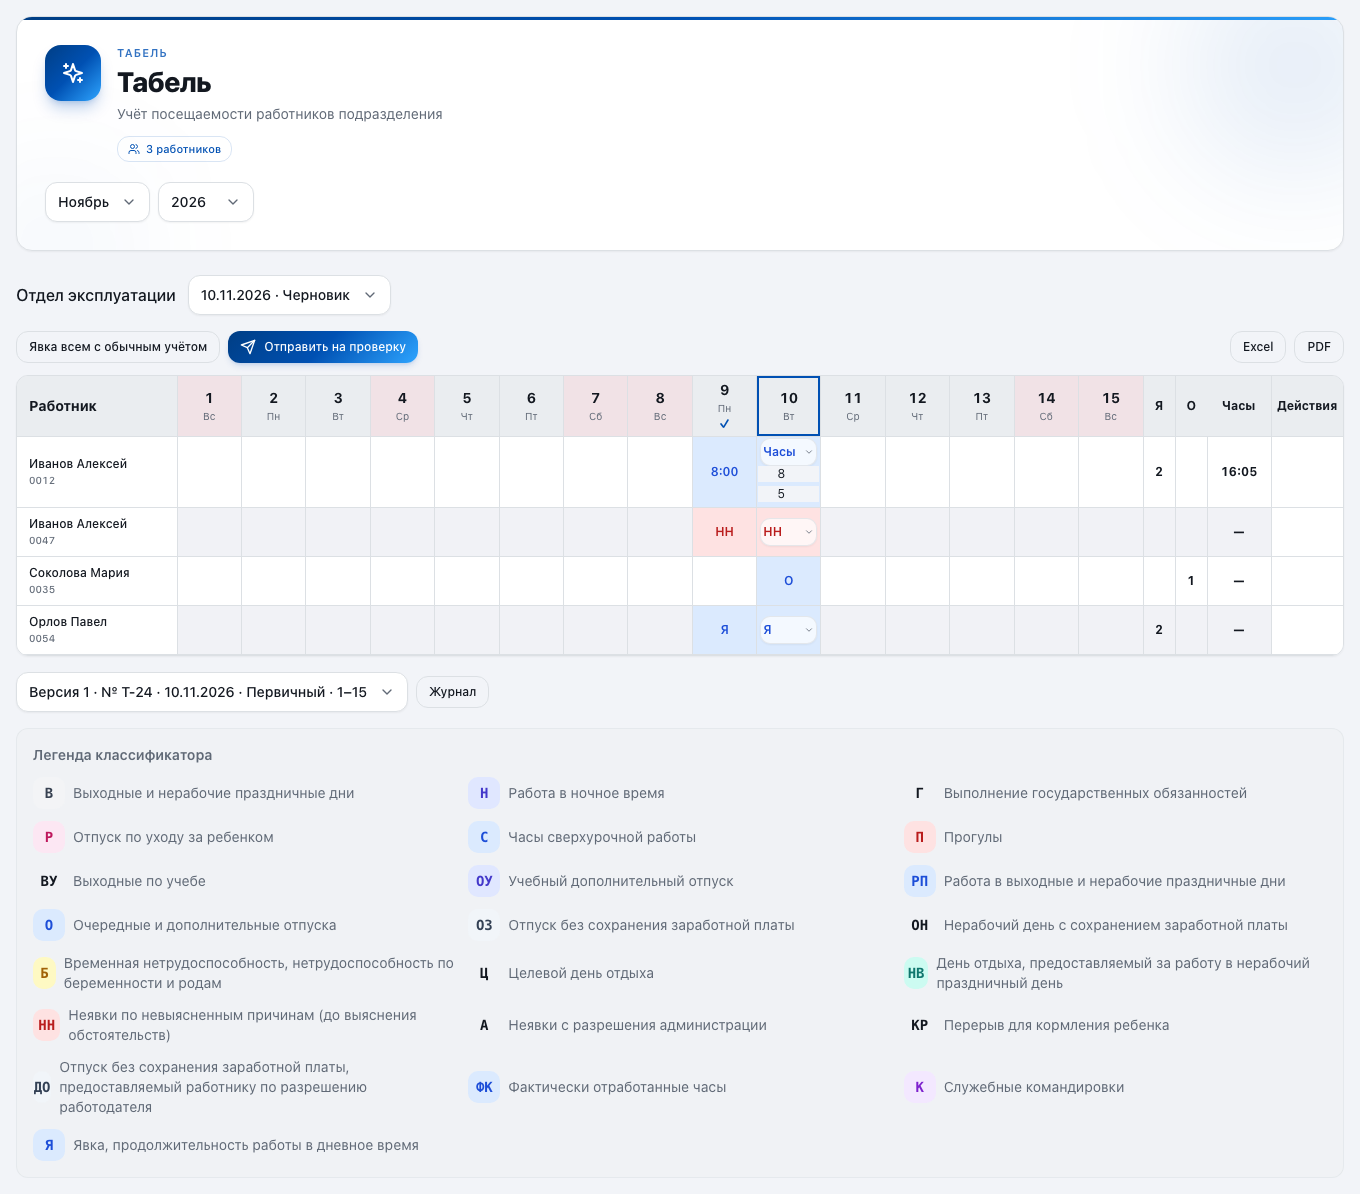 ТАБЕЛЬ
Табель
Учёт посещаемости работников подразделения
3 работников
Ноябрь 2026
Отдел эксплуатации 10.11.2026 · Черновик
Явка всем с обычным учётом Отправить на проверку Excel PDF
Работник 1 2 3 4 5 6 7 8 9 10 11 12 13 14 15 Я О Часы Действия
Вс Пн Вт Ср Чт Пт Сб Вс Пн Вт Ср Чт Пт Сб Вс
Иванов Алексей 8:00 Часы 2 16:05
0012 8
5
Иванов Алексей НН НН —
0047
Соколова Мария О 1 —
0035
Орлов Павел Я Я 2 —
0054
Версия 1 · № Т-24 · 10.11.2026 · Первичный · 1–15 Журнал
Легенда классификатора
В Выходные и нерабочие праздничные дни
Н Работа в ночное время
Г Выполнение государственных обязанностей
Р Отпуск по уходу за ребенком
С Часы сверхурочной работы
П Прогулы
ВУ Выходные по учебе
ОУ Учебный дополнительный отпуск
РП Работа в выходные и нерабочие праздничные дни
О Очередные и дополнительные отпуска
ОЗ Отпуск без сохранения заработной платы
ОН Нерабочий день с сохранением заработной платы
Б Временная нетрудоспособность, нетрудоспособность по
беременности и родам
Ц Целевой день отдыха
НВ День отдыха, предоставляемый за работу в нерабочий
праздничный день
НН Неявки по невыясненным причинам (до выяснения
обстоятельств)
А Неявки с разрешения администрации
КР Перерыв для кормления ребенка
ДО Отпуск без сохранения заработной платы,
предоставляемый работнику по разрешению
работодателя
ФК Фактически отработанные часы
К Служебные командировки
Я Явка, продолжительность работы в дневное время